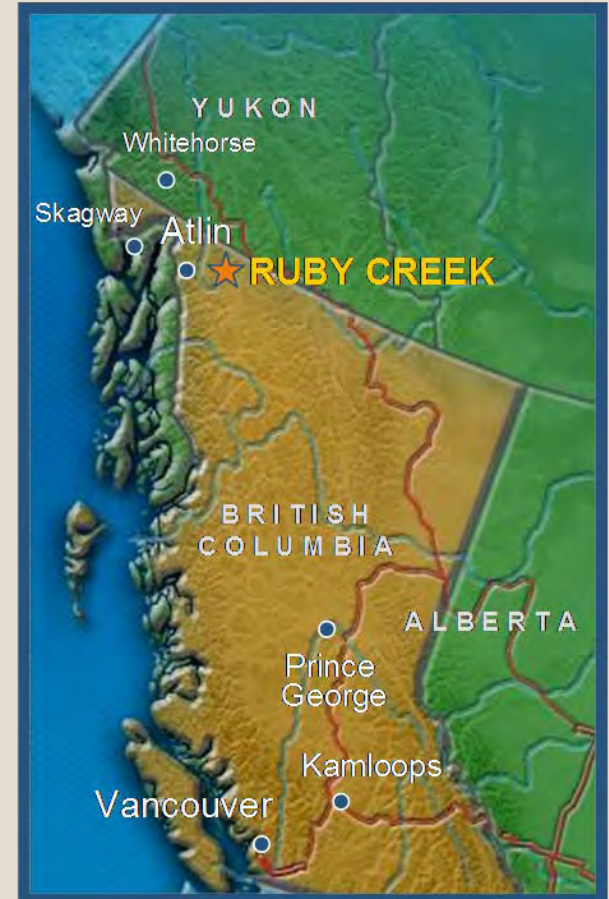 YUKON
Whitehorse
Skagway
Atlin
RUBY CREEK
BRITISH
COLUMBIA
ALBERTA
Prince
George
Kamloops
Vancouver